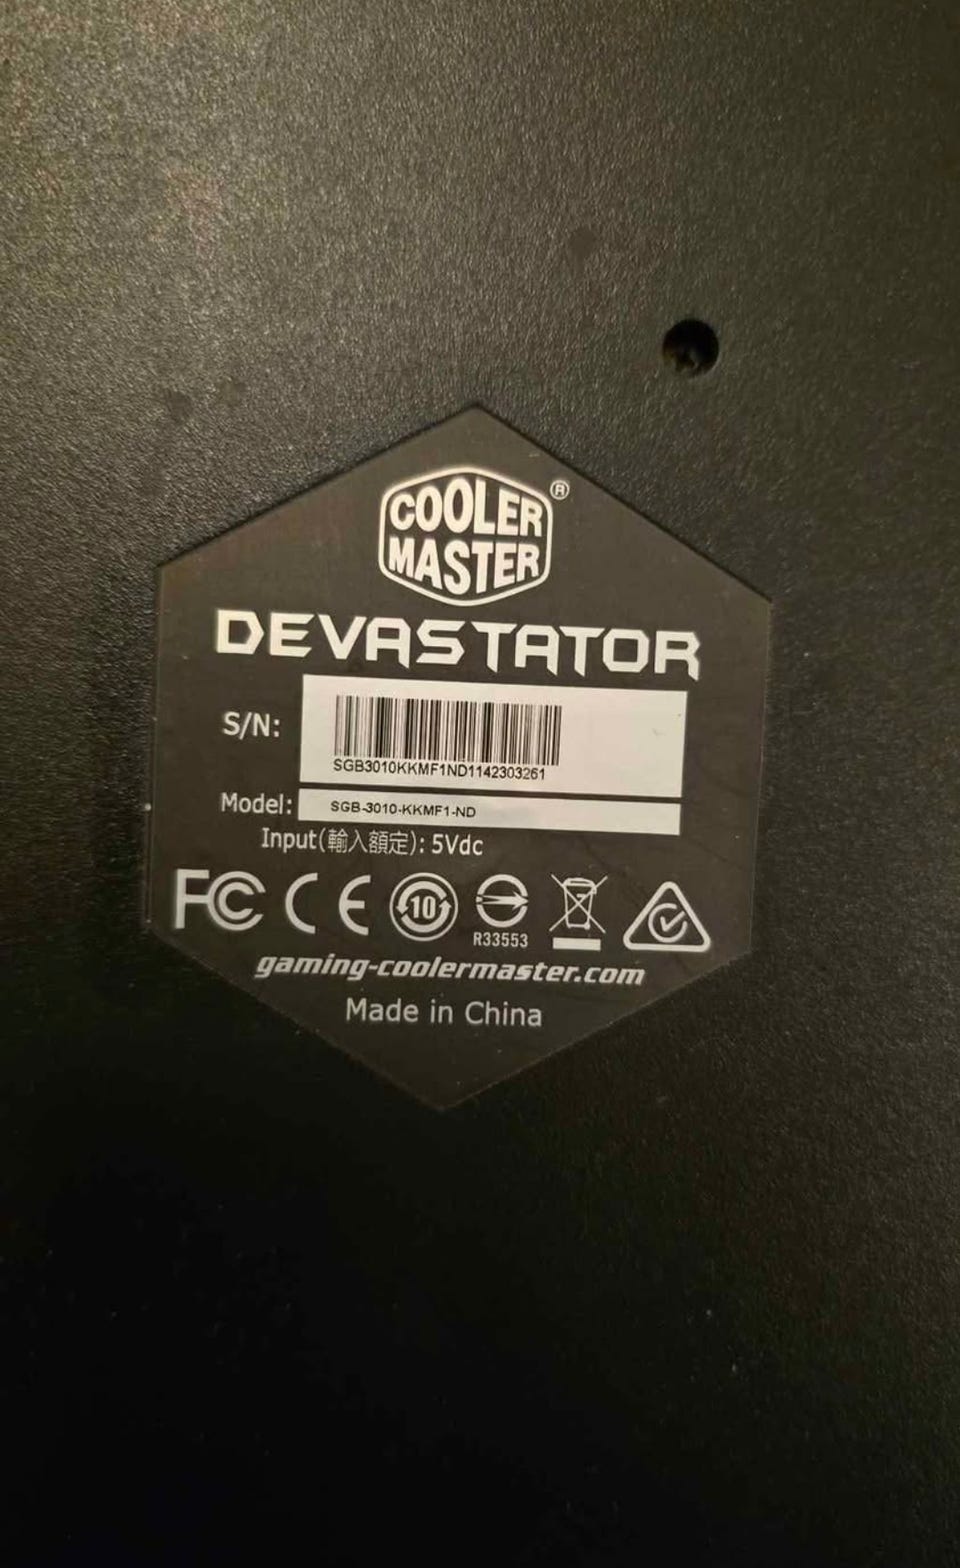 COOLER
MASTER
®
DEVASTATOR
S/N:
SGB3010KKMF1ND1142303261
Model: SGB-3010-KKMF1-ND
Input(輸入額定): 5Vdc
FC CE 10
R33553
gaming-coolermaster.com
Made in China